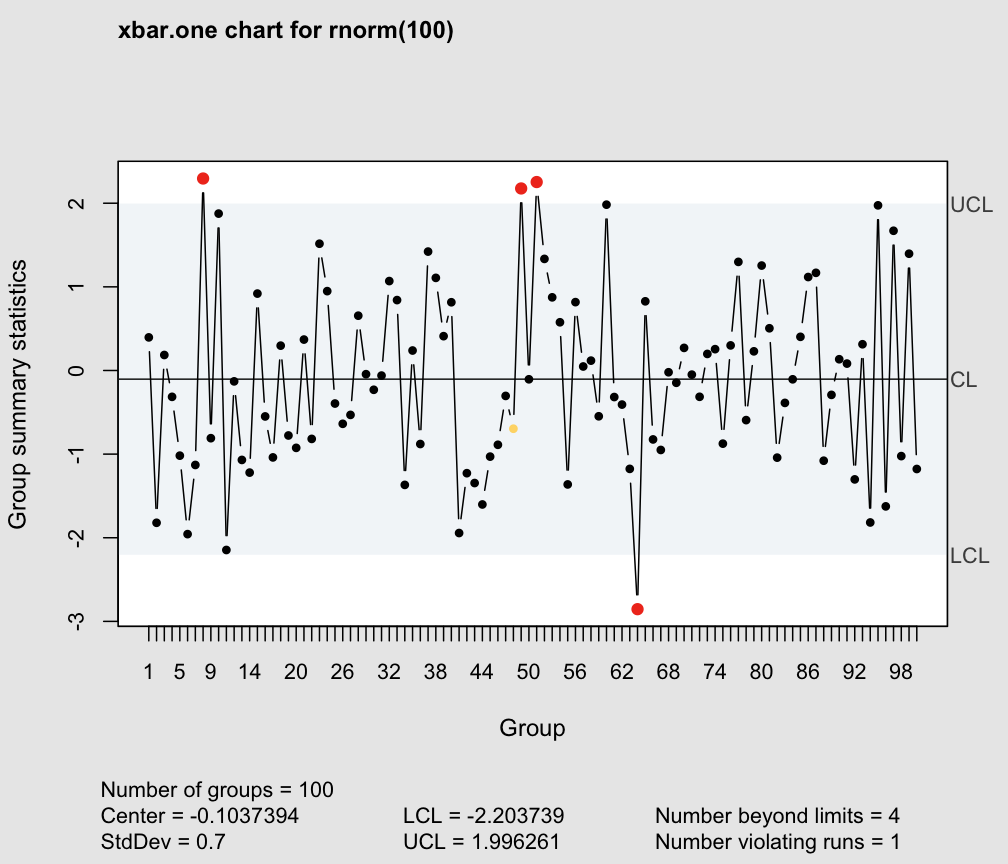 xbar.one chart for rnorm(100)
Group summary statistics
2
1
0
-1
-2
-3
UCL
CL
LCL
1 5 9 14 20 26 32 38 44 50 56 62 68 74 80 86 92 98
Group
Number of groups = 100
Center = -0.1037394 LCL = -2.203739 Number beyond limits = 4
StdDev = 0.7 UCL = 1.996261 Number violating runs = 1